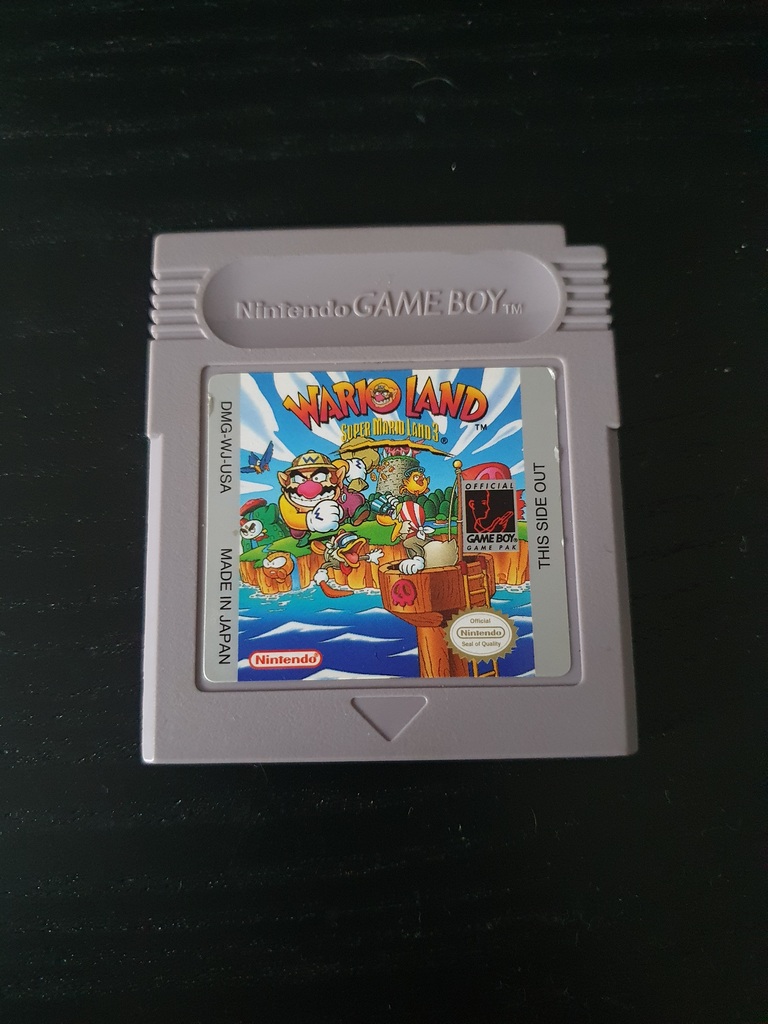 Nintendo GAME BOY TM
WARIO LAND TM
SUPER MARIO LAND 3 ®
W
DMG-WJ-USA
MADE IN JAPAN
OFFICIAL
GAME BOY®
GAME PAK
THIS SIDE OUT
Official
Nintendo
Seal of Quality
Nintendo®